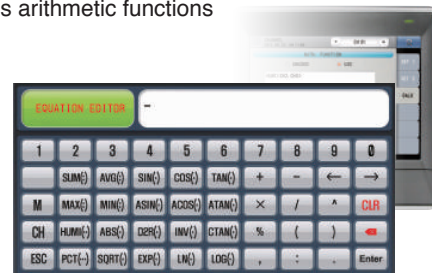 s arithmetic functions
EQUATION EDITOR -
1 2 3 4 5 6 7 8 9 0
SUM(:) AVG(:) SIN(:) COS(:) TAN(:) + - ← →
M MAX(:) MIN(:) ASIN(:) ACOS(:) ATAN(:) × / ^ CLR
CH HUMI(:) ABS(:) D2R(:) INV(:) CTAN(:) % ( )
ESC PCT(--) SQRT(:) EXP(:) LN(:) LOG(:) , : . Enter